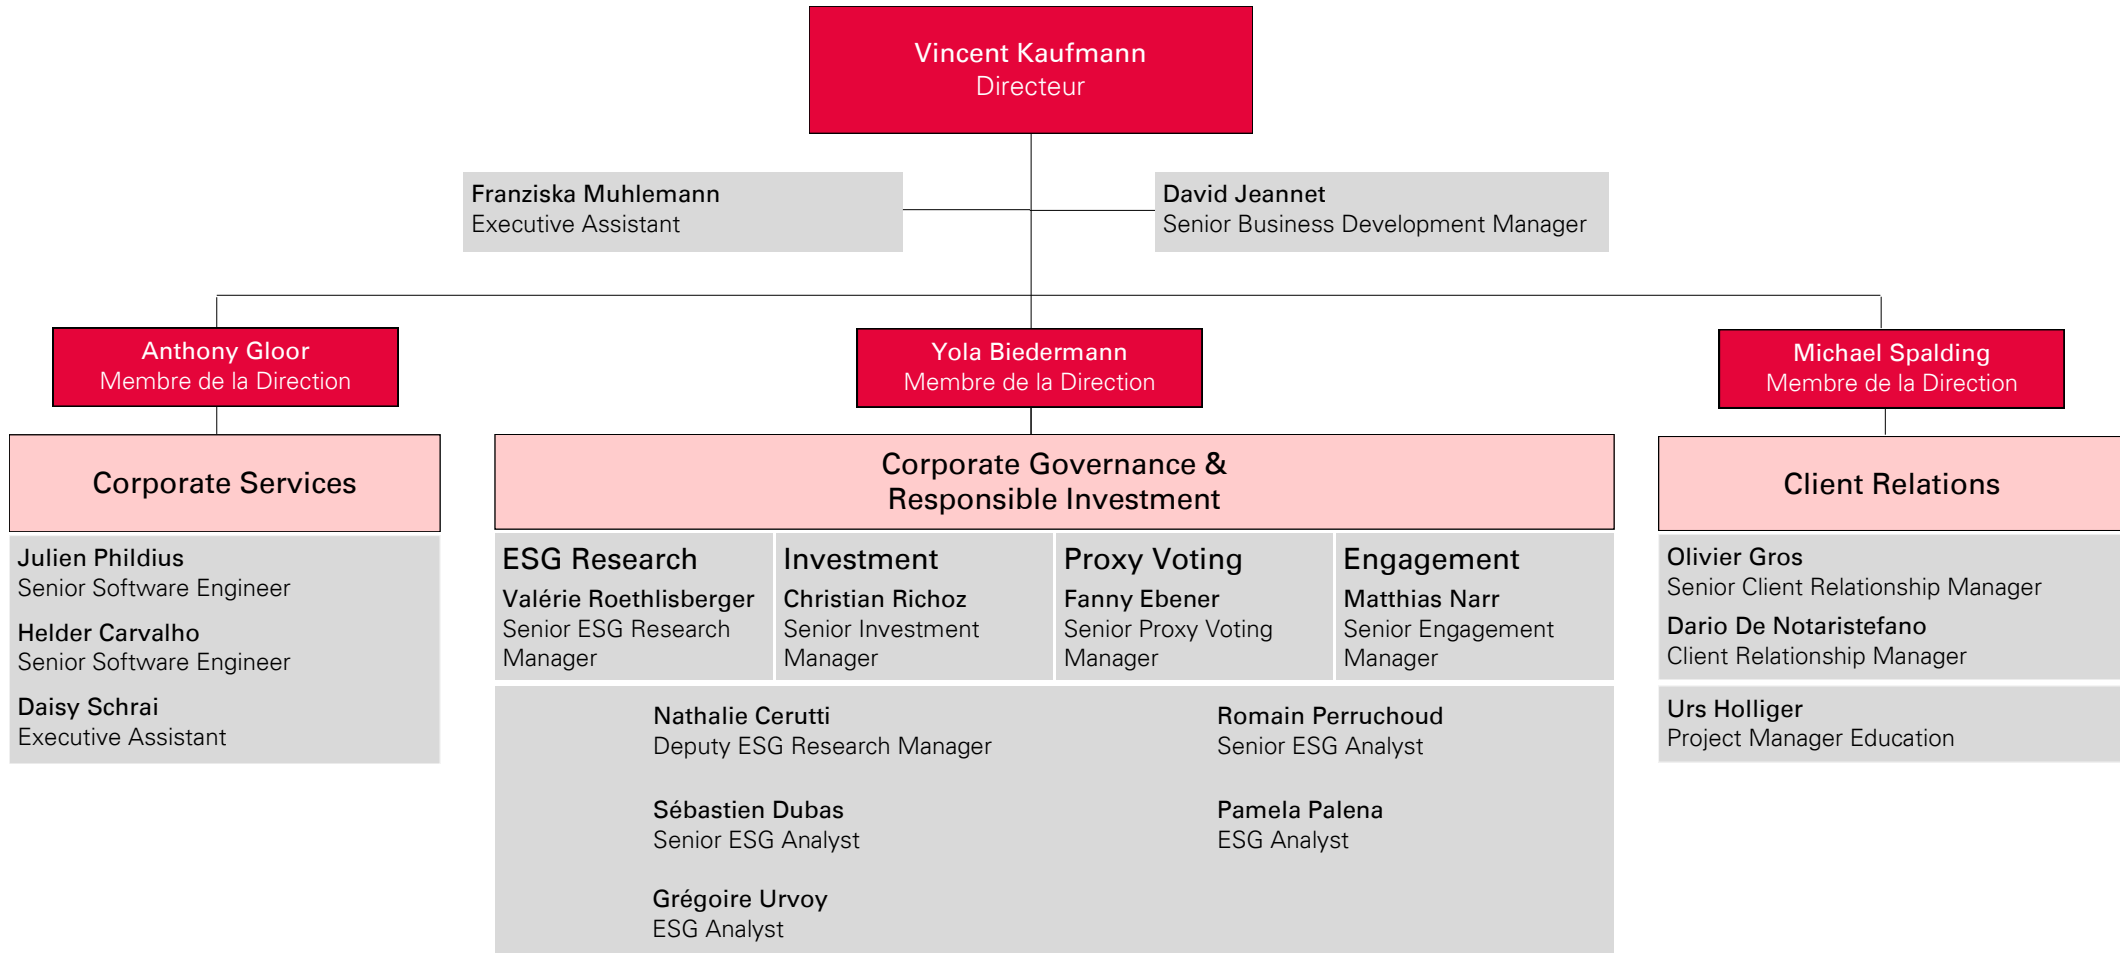 Vincent Kaufmann
Directeur
Franziska Muhlemann
Executive Assistant
David Jeannet
Senior Business Development Manager
Anthony Gloor
Membre de la Direction
Yola Biedermann
Membre de la Direction
Michael Spalding
Membre de la Direction
Corporate Services
Julien Phildius
Senior Software Engineer
Helder Carvalho
Senior Software Engineer
Daisy Schrai
Executive Assistant
Corporate Governance &
Responsible Investment
ESG Research
Valérie Roethlisberger
Senior ESG Research
Manager
Investment
Christian Richoz
Senior Investment
Manager
Proxy Voting
Fanny Ebener
Senior Proxy Voting
Manager
Engagement
Matthias Narr
Senior Engagement
Manager
Nathalie Cerutti
Deputy ESG Research Manager
Romain Perruchoud
Senior ESG Analyst
Sébastien Dubas
Senior ESG Analyst
Pamela Palena
ESG Analyst
Grégoire Urvoy
ESG Analyst
Client Relations
Olivier Gros
Senior Client Relationship Manager
Dario De Notaristefano
Client Relationship Manager
Urs Holliger
Project Manager Education